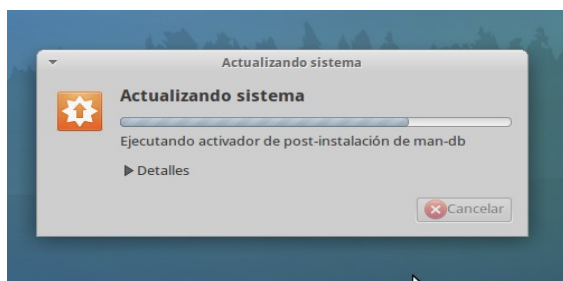 Actualizando sistema
Actualizando sistema
Ejecutando activador de post-instalación de man-db
Detalles
Cancelar